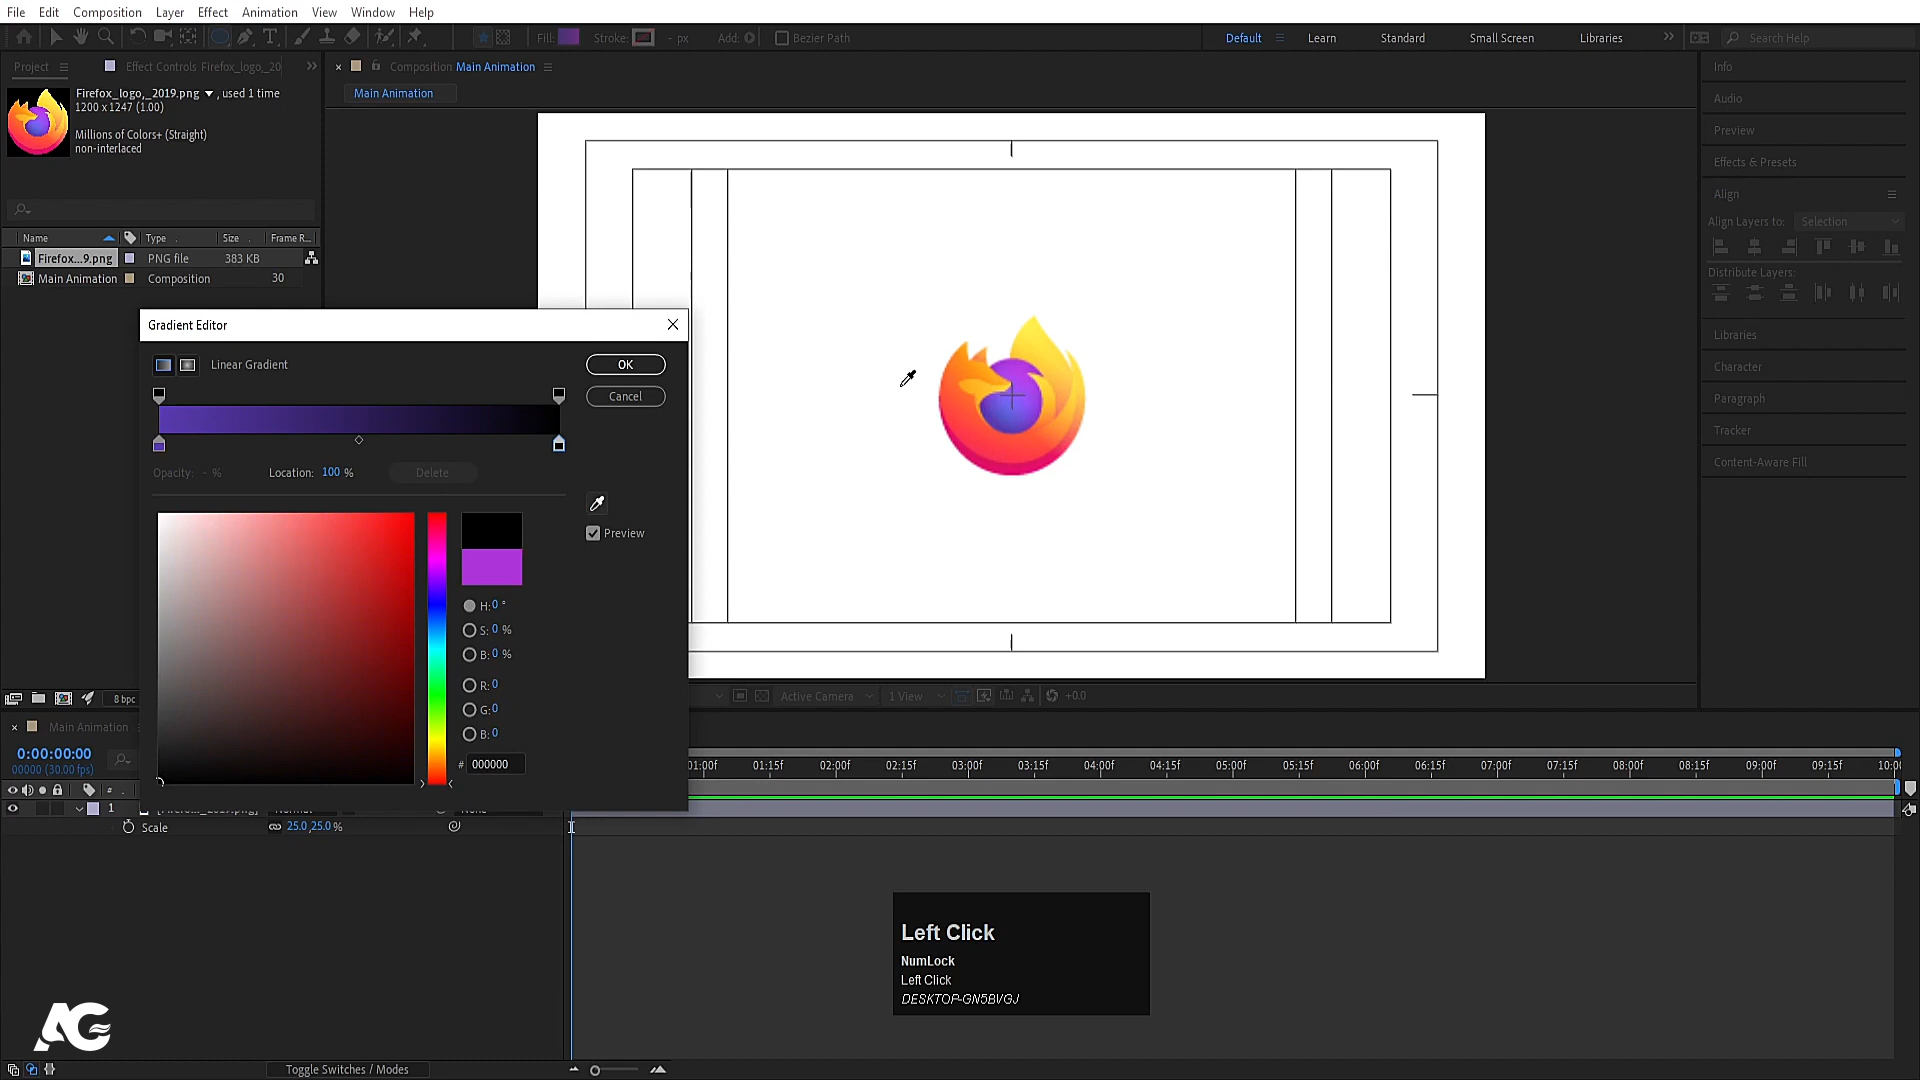 File Edit Composition Layer Effect Animation View Window Help
Fill: Stroke: - px Add: Bezier Path Default Learn Standard Small Screen Libraries Search Help
Project Effect Controls Firefox_logo,_20 Composition Main Animation
Main Animation
Firefox_logo,_2019.png , used 1 time
1200 x 1247 (1.00)
Millions of Colors+ (Straight)
non-interlaced
Name Type Size Frame R...
Firefox...9.png PNG file 383 KB
Main Animation Composition 30
Gradient Editor
Linear Gradient
OK
Cancel
Opacity: - % Location: 100 % Delete
Preview
H: 0 °
S: 0 %
B: 0 %
R: 0
G: 0
B: 0
# 000000
Info
Audio
Preview
Effects & Presets
Align
Align Layers to: Selection
Distribute Layers:
Libraries
Character
Paragraph
Tracker
Content-Aware Fill
8 bpc
Active Camera 1 View +0.0
Main Animation
0:00:00:00
00000 (30.00 fps)
01:00f 01:15f 02:00f 02:15f 03:00f 03:15f 04:00f 04:15f 05:00f 05:15f 06:00f 06:15f 07:00f 07:15f 08:00f 08:15f 09:00f 09:15f 10:0
#
1
Scale 25.0,25.0%
Left Click
NumLock
Left Click
DESKTOP-GN5BVGJ
AG
Toggle Switches / Modes